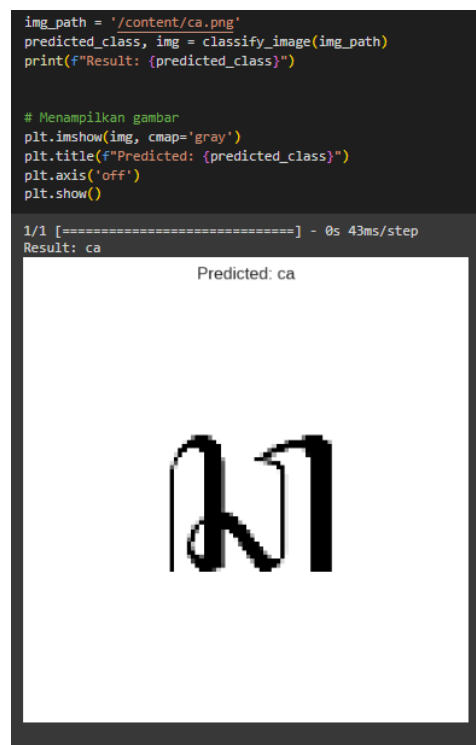 img_path = '/content/ca.png'
predicted_class, img = classify_image(img_path)
print(f"Result: {predicted_class}")
# Menampilkan gambar
plt.imshow(img, cmap='gray')
plt.title(f"Predicted: {predicted_class}")
plt.axis('off')
plt.show()
1/1 [==============================] - 0s 43ms/step
Result: ca
Predicted: ca
ꦕ